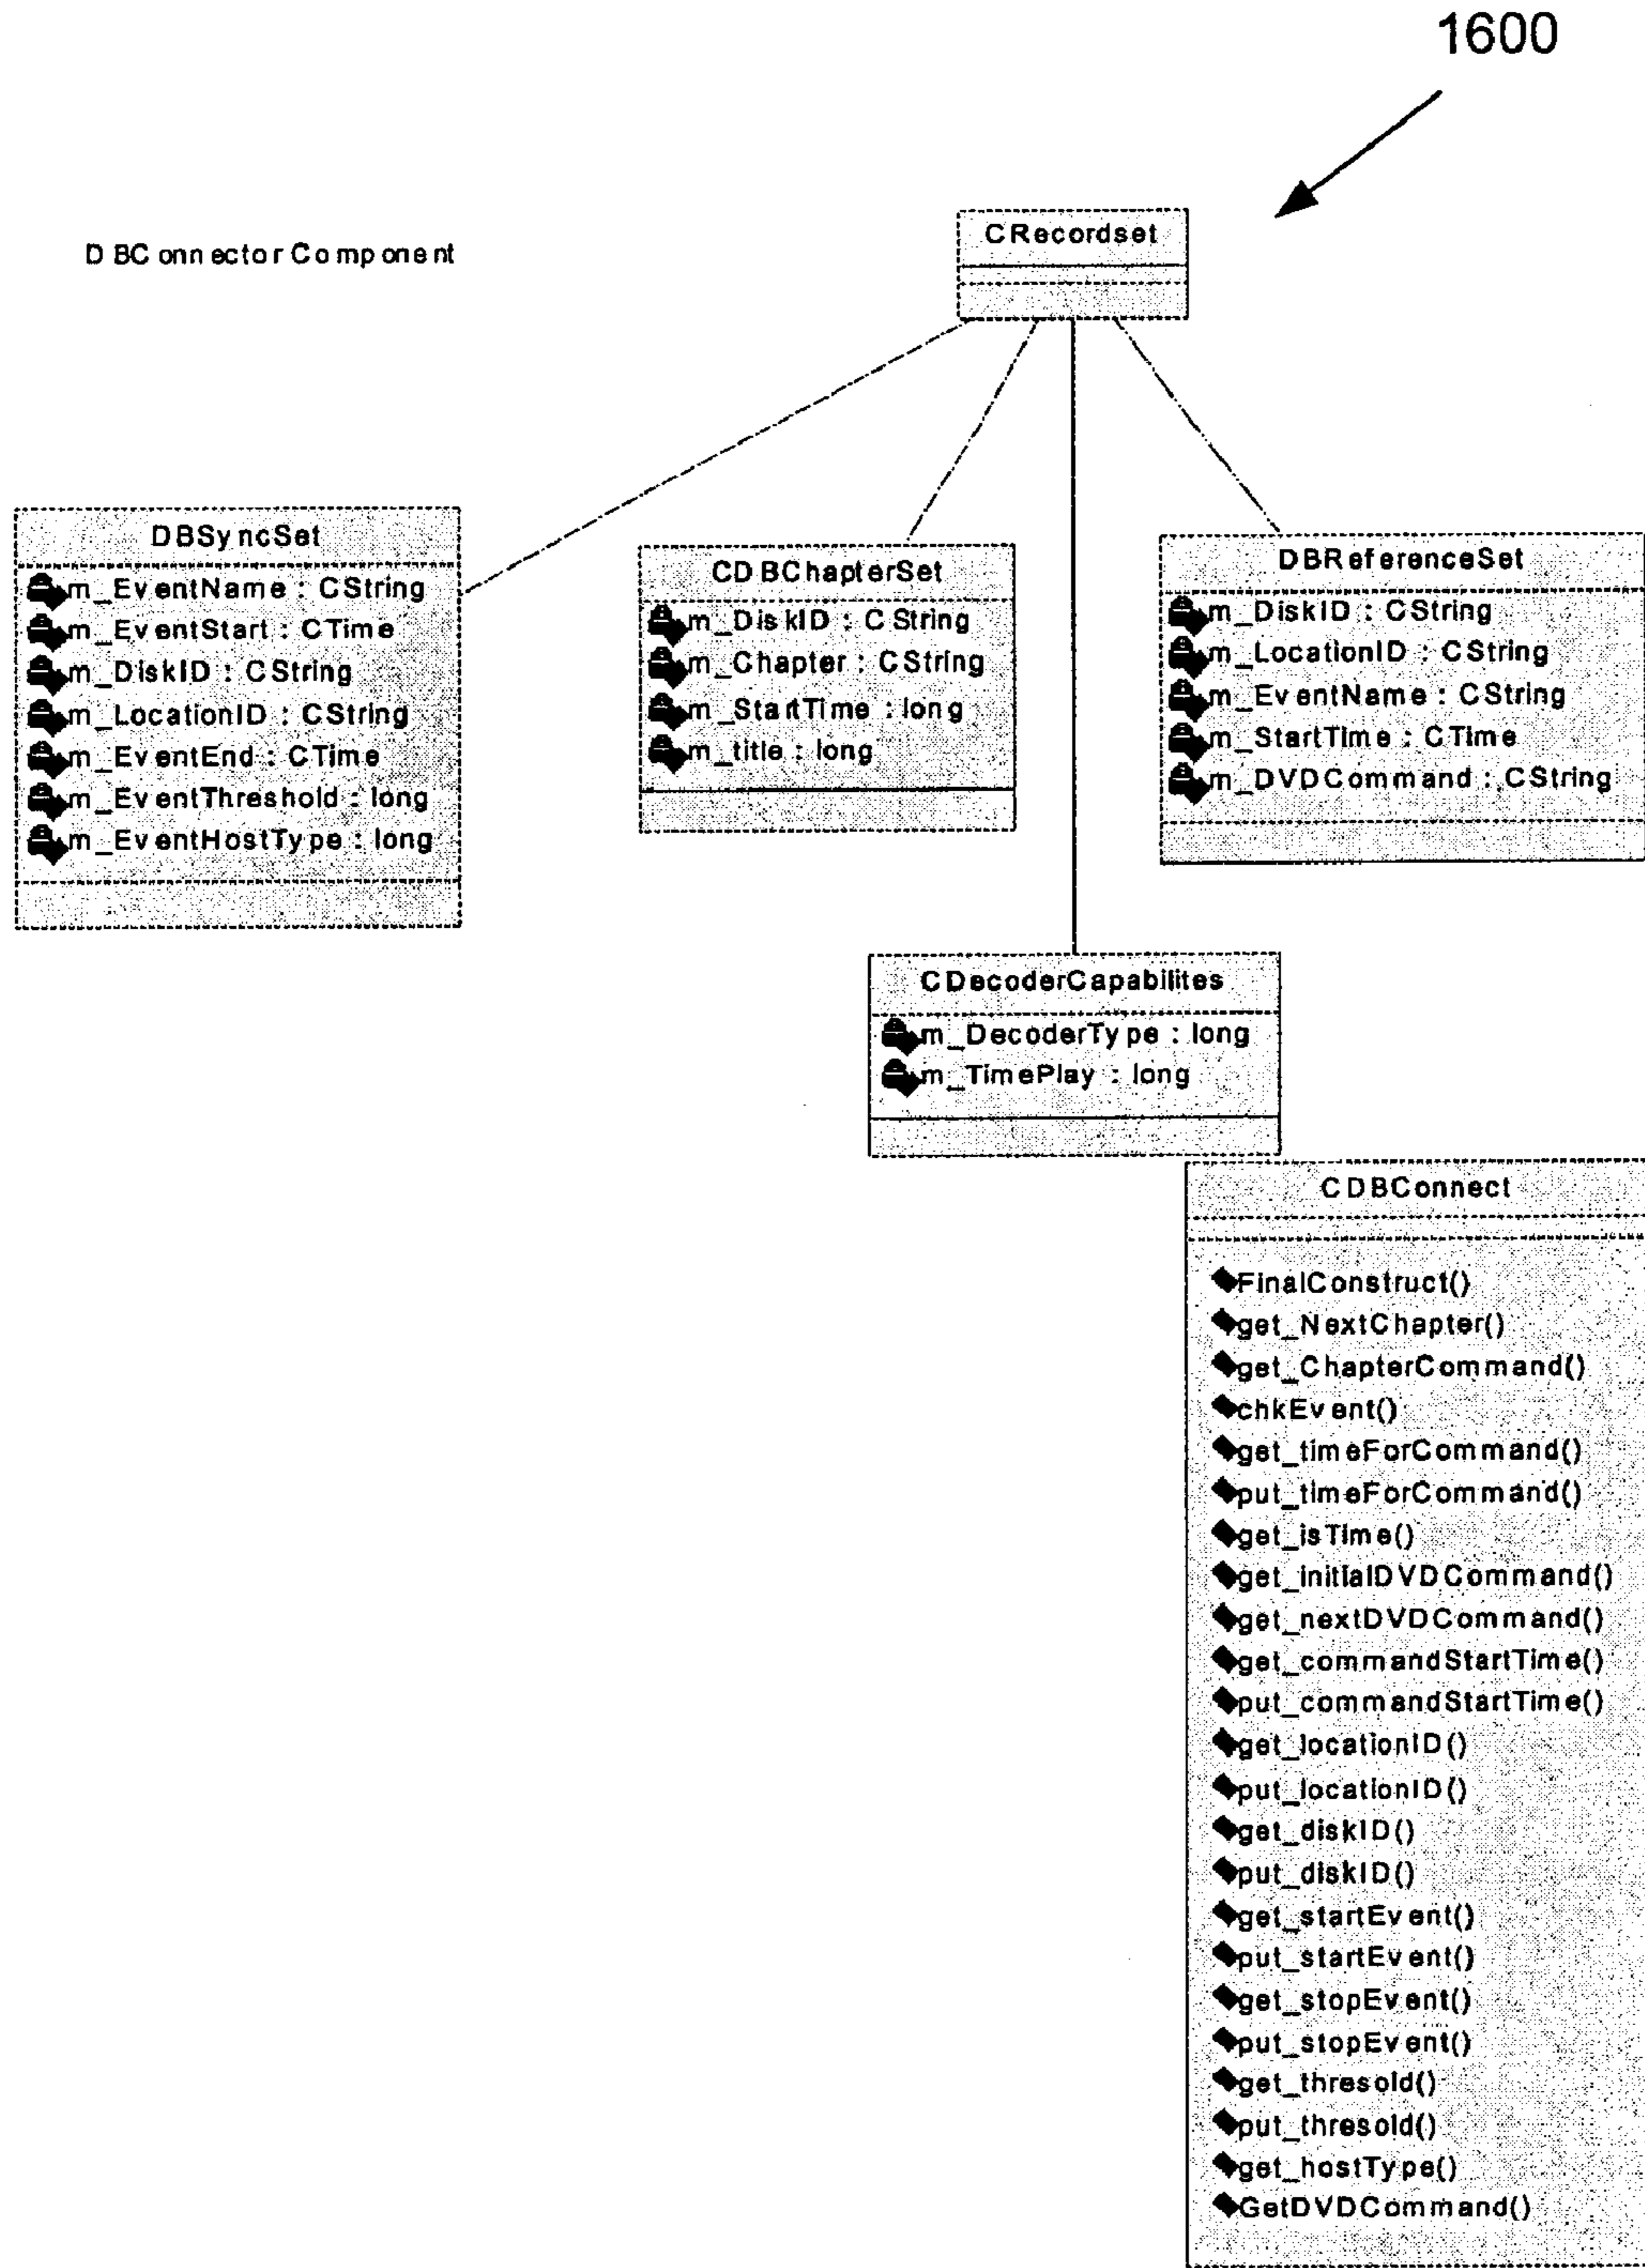 1600
DBConnector Component
CRecordset
DBSyncSet
m_EventName : CString
m_EventStart : CTime
m_DiskID : CString
m_LocationID : CString
m_EventEnd : CTime
m_EventThreshold : long
m_EventHostType : long
CDBChapterSet
m_DiskID : CString
m_Chapter : CString
m_StartTime : long
m_title : long
DBReferenceSet
m_DiskID : CString
m_LocationID : CString
m_EventName : CString
m_StartTime : CTime
m_DVDCommand : CString
CDecoderCapabilites
m_DecoderType : long
m_TimePlay : long
CDBConnect
FinalConstruct()
get_NextChapter()
get_ChapterCommand()
chkEvent()
get_timeForCommand()
put_timeForCommand()
get_isTime()
get_initialDVDCommand()
get_nextDVDCommand()
get_commandStartTime()
put_commandStartTime()
get_locationID()
put_locationID()
get_diskID()
put_diskID()
get_startEvent()
put_startEvent()
get_stopEvent()
put_stopEvent()
get_thresold()
put_thresold()
get_hostType()
GetDVDCommand()